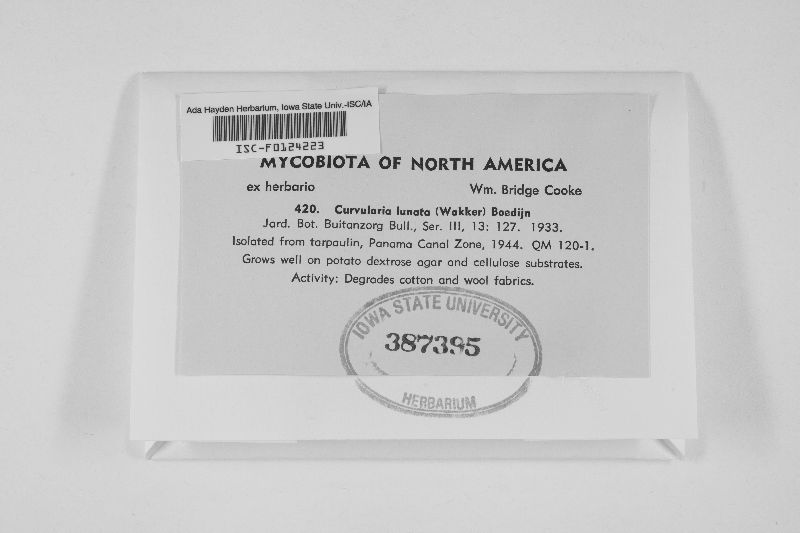 Ada Hayden Herbarium, Iowa State Univ.-ISC/IA
ISC-F0124223
MYCOBIOTA OF NORTH AMERICA
ex herbario Wm. Bridge Cooke
420. Curvularia lunata (Wakker) Boedijn
Jard. Bot. Buitanzorg Bull., Ser. III, 13: 127. 1933.
Isolated from tarpaulin, Panama Canal Zone, 1944. QM 120-1.
Grows well on potato dextrose agar and cellulose substrates.
Activity: Degrades cotton and wool fabrics.
IOWA STATE UNIVERSITY
387395
HERBARIUM